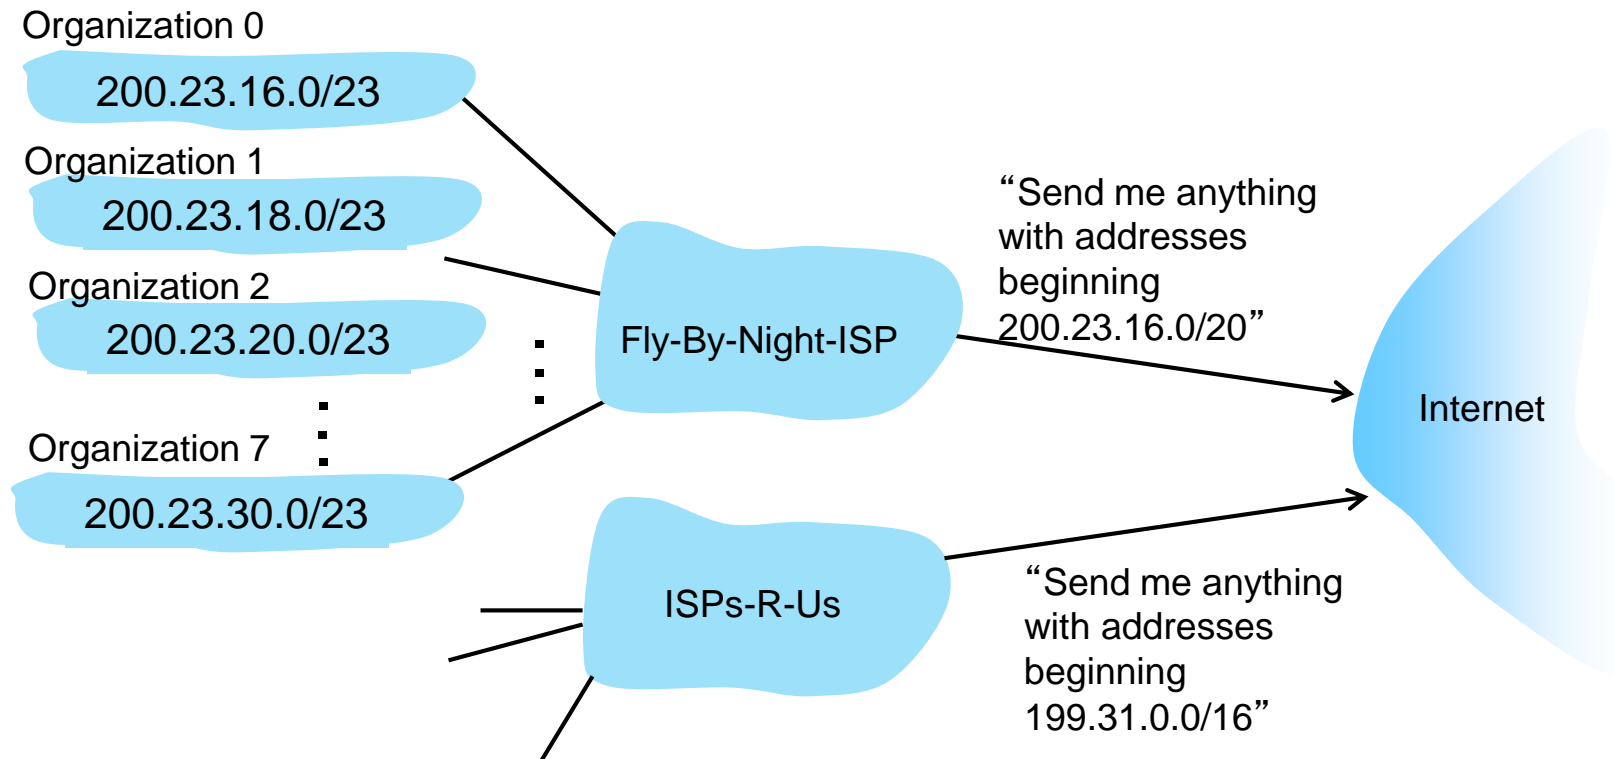 Organization 0
200.23.16.0/23
Organization 1
200.23.18.0/23
Organization 2
200.23.20.0/23
Organization 7
200.23.30.0/23
Fly-By-Night-ISP
“Send me anything
with addresses
beginning
200.23.16.0/20”
Internet
ISPs-R-Us
“Send me anything
with addresses
beginning
199.31.0.0/16”